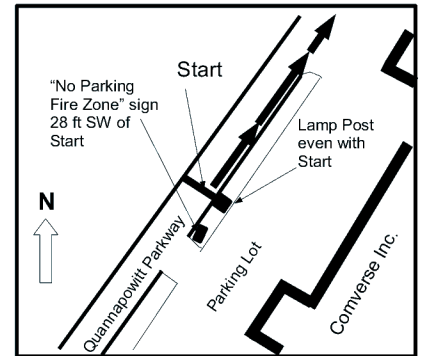 Start
"No Parking
Fire Zone" sign
28 ft SW of
Start
Lamp Post
even with
Start
N
Quannapowitt Parkway
Parking Lot
Comverse Inc.